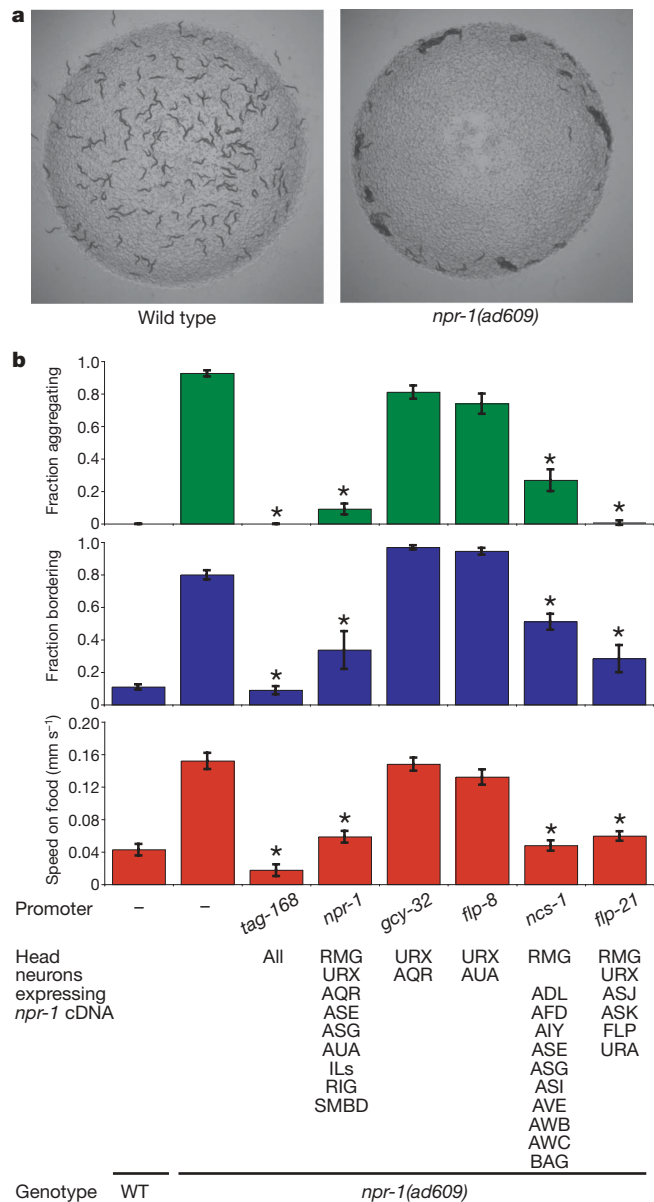 a
Wild type
npr-1(ad609)
b
Fraction aggregating
1.0
0.8
0.6
0.4
0.2
0
*
*
*
*
Fraction bordering
1.0
0.8
0.6
0.4
0.2
0
*
*
*
*
Speed on food (mm s⁻¹)
0.20
0.16
0.12
0.08
0.04
0
*
*
*
*
Promoter – – tag-168 npr-1 gcy-32 flp-8 ncs-1 flp-21
Head All RMG URX URX RMG RMG
neurons URX AQR AUA URX
expressing AQR ADL ASJ
npr-1 cDNA ASE AFD ASK
ASG AIY FLP
AUA ASE URA
ILs ASG
RIG ASI
SMBD AVE
AWB
AWC
BAG
Genotype WT npr-1(ad609)